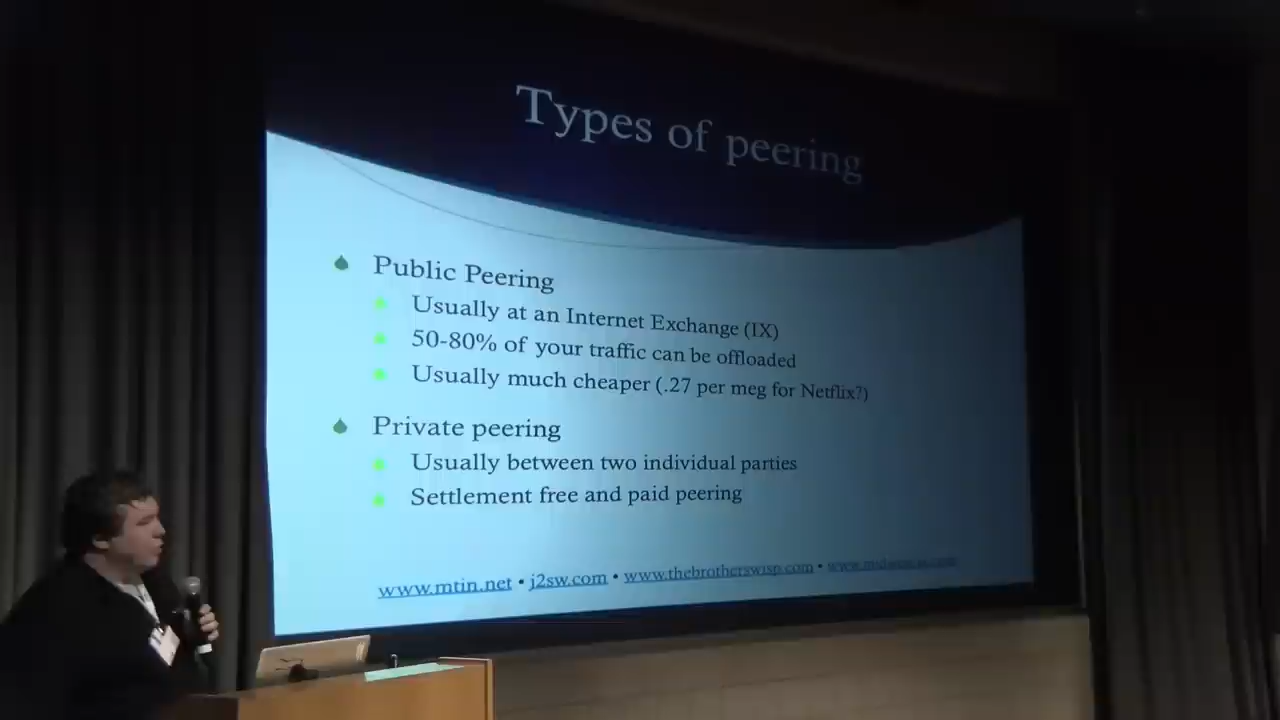 Types of peering
Public Peering
Usually at an Internet Exchange (IX)
50-80% of your traffic can be offloaded
Usually much cheaper (.27 per meg for Netflix?)
Private peering
Usually between two individual parties
Settlement free and paid peering
www.mtin.net • j2sw.com • www.thebrotherswisp.com •